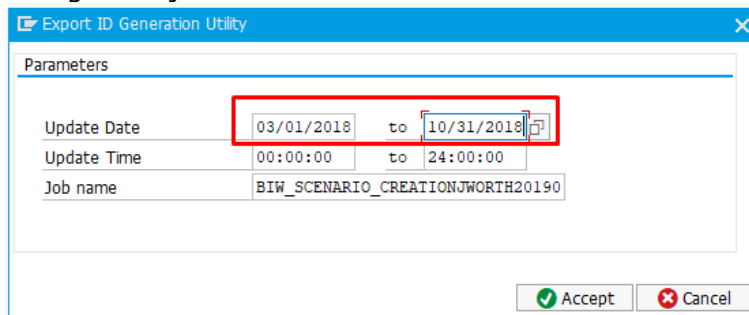 Export ID Generation Utility
Parameters
Update Date 03/01/2018 to 10/31/2018
Update Time 00:00:00 to 24:00:00
Job name BIW_SCENARIO_CREATIONJWORTH20190
Accept Cancel